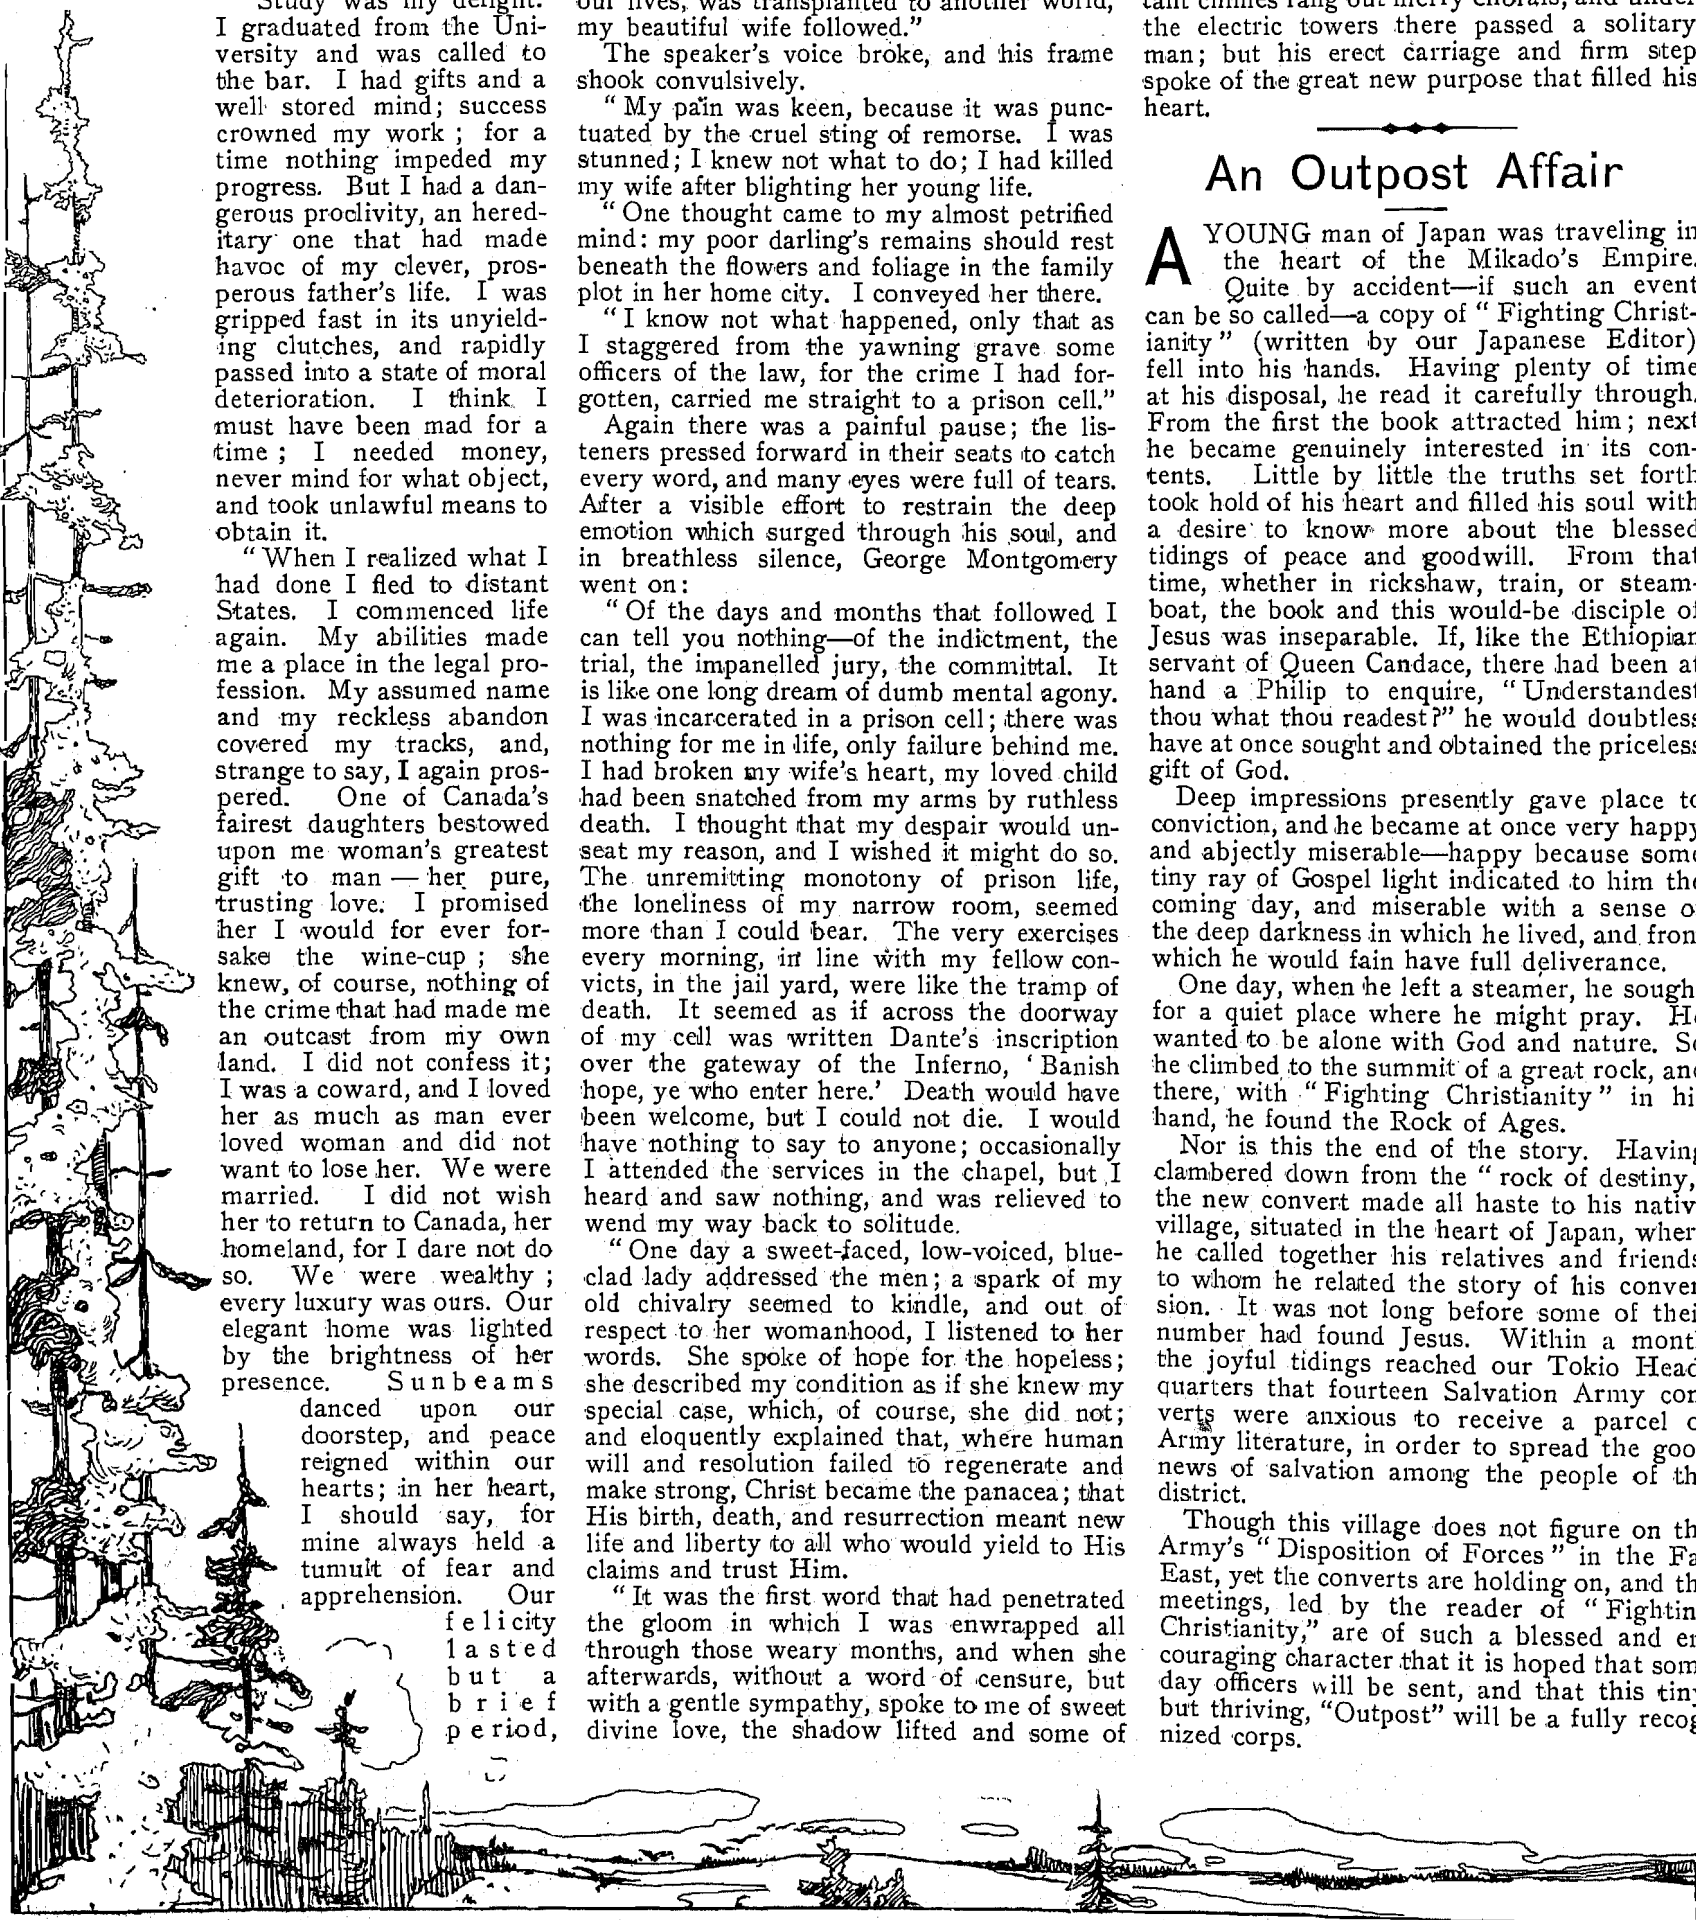 Study was my delight.
I graduated from the Uni-
versity and was called to
the bar. I had gifts and a
well stored mind; success
crowned my work ; for a
time nothing impeded my
progress. But I had a dan-
gerous proclivity, an hered-
itary one that had made
havoc of my clever, pros-
perous father's life. I was
gripped fast in its unyield-
ing clutches, and rapidly
passed into a state of moral
deterioration. I think I
must have been mad for a
time ; I needed money,
never mind for what object,
and took unlawful means to
obtain it.
"When I realized what I
had done I fled to distant
States. I commenced life
again. My abilities made
me a place in the legal pro-
fession. My assumed name
and my reckless abandon
covered my tracks, and,
strange to say, I again pros-
pered. One of Canada's
fairest daughters bestowed
upon me woman's greatest
gift to man — her pure,
trusting love. I promised
her I would for ever for-
sake the wine-cup ; she
knew, of course, nothing of
the crime that had made me
an outcast from my own
land. I did not confess it;
I was a coward, and I loved
her as much as man ever
loved woman and did not
want to lose her. We were
married. I did not wish
her to return to Canada, her
homeland, for I dare not do
so. We were wealthy ;
every luxury was ours. Our
elegant home was lighted
by the brightness of her
presence. Sunbeams
danced upon our
doorstep, and peace
reigned within our
hearts; in her heart,
I should say, for
mine always held a
tumult of fear and
apprehension. Our
felicity
lasted
but a
brief
period,
our lives, was transplanted to another world,
my beautiful wife followed."
The speaker's voice broke, and his frame
shook convulsively.
"My pain was keen, because it was punc-
tuated by the cruel sting of remorse. I was
stunned; I knew not what to do; I had killed
my wife after blighting her young life.
"One thought came to my almost petrified
mind: my poor darling's remains should rest
beneath the flowers and foliage in the family
plot in her home city. I conveyed her there.
"I know not what happened, only that as
I staggered from the yawning grave some
officers of the law, for the crime I had for-
gotten, carried me straight to a prison cell."
Again there was a painful pause; the lis-
teners pressed forward in their seats to catch
every word, and many eyes were full of tears.
After a visible effort to restrain the deep
emotion which surged through his soul, and
in breathless silence, George Montgomery
went on:
"Of the days and months that followed I
can tell you nothing—of the indictment, the
trial, the impanelled jury, the committal. It
is like one long dream of dumb mental agony.
I was incarcerated in a prison cell; there was
nothing for me in life, only failure behind me.
I had broken my wife's heart, my loved child
had been snatched from my arms by ruthless
death. I thought that my despair would un-
seat my reason, and I wished it might do so.
The unremitting monotony of prison life,
the loneliness of my narrow room, seemed
more than I could bear. The very exercises
every morning, in line with my fellow con-
victs, in the jail yard, were like the tramp of
death. It seemed as if across the doorway
of my cell was written Dante's inscription
over the gateway of the Inferno, 'Banish
hope, ye who enter here.' Death would have
been welcome, but I could not die. I would
have nothing to say to anyone; occasionally
I attended the services in the chapel, but I
heard and saw nothing, and was relieved to
wend my way back to solitude.
"One day a sweet-faced, low-voiced, blue-
clad lady addressed the men; a spark of my
old chivalry seemed to kindle, and out of
respect to her womanhood, I listened to her
words. She spoke of hope for the hopeless;
she described my condition as if she knew my
special case, which, of course, she did not;
and eloquently explained that, where human
will and resolution failed to regenerate and
make strong, Christ became the panacea; that
His birth, death, and resurrection meant new
life and liberty to all who would yield to His
claims and trust Him.
"It was the first word that had penetrated
the gloom in which I was enwrapped all
through those weary months, and when she
afterwards, without a word of censure, but
with a gentle sympathy, spoke to me of sweet
divine love, the shadow lifted and some of
tant chimes rang out merry chorals, and under
the electric towers there passed a solitary
man; but his erect carriage and firm step
spoke of the great new purpose that filled his
heart.
An Outpost Affair
A YOUNG man of Japan was traveling in
the heart of the Mikado's Empire.
Quite by accident—if such an event
can be so called—a copy of "Fighting Christ-
ianity" (written by our Japanese Editor)
fell into his hands. Having plenty of time
at his disposal, he read it carefully through.
From the first the book attracted him; next
he became genuinely interested in its con-
tents. Little by little the truths set forth
took hold of his heart and filled his soul with
a desire to know more about the blessed
tidings of peace and goodwill. From that
time, whether in rickshaw, train, or steam-
boat, the book and this would-be disciple of
Jesus was inseparable. If, like the Ethiopian
servant of Queen Candace, there had been at
hand a Philip to enquire, "Understandest
thou what thou readest?" he would doubtless
have at once sought and obtained the priceless
gift of God.
Deep impressions presently gave place to
conviction, and he became at once very happy
and abjectly miserable—happy because some
tiny ray of Gospel light indicated to him the
coming day, and miserable with a sense o
the deep darkness in which he lived, and from
which he would fain have full deliverance.
One day, when he left a steamer, he sough
for a quiet place where he might pray. He
wanted to be alone with God and nature. So
he climbed to the summit of a great rock, and
there, with "Fighting Christianity" in hi
hand, he found the Rock of Ages.
Nor is this the end of the story. Having
clambered down from the "rock of destiny,
the new convert made all haste to his nativ
village, situated in the heart of Japan, wher
he called together his relatives and friends
to whom he related the story of his conver
sion. It was not long before some of thei
number had found Jesus. Within a mont
the joyful tidings reached our Tokio Head
quarters that fourteen Salvation Army con
verts were anxious to receive a parcel o
Army literature, in order to spread the goo
news of salvation among the people of th
district.
Though this village does not figure on th
Army's "Disposition of Forces" in the Fa
East, yet the converts are holding on, and th
meetings, led by the reader of "Fightin
Christianity," are of such a blessed and en
couraging character that it is hoped that som
day officers will be sent, and that this tiny
but thriving, "Outpost" will be a fully recog
nized corps.